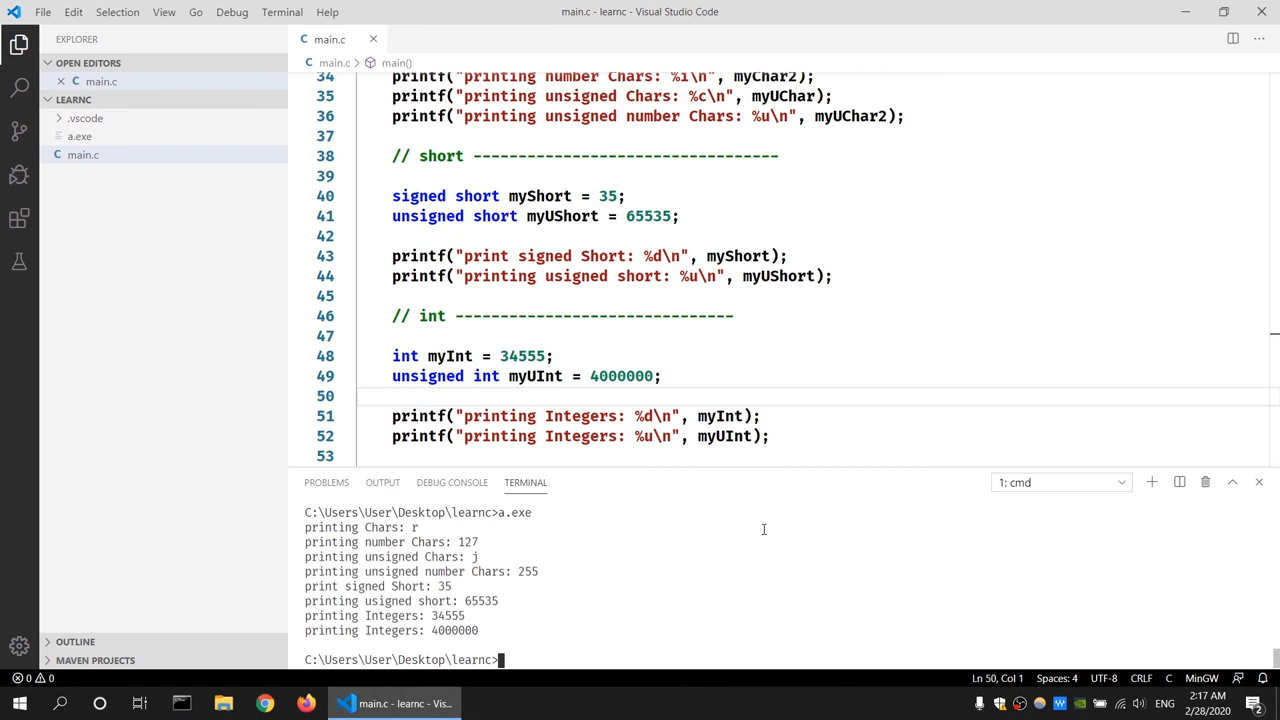 File Edit Selection View Go Debug Terminal Help
main.c - learnc - Visual Studio Code
EXPLORER
OPEN EDITORS
main.c
LEARNC
.vscode
a.exe
main.c
OUTLINE
MAVEN PROJECTS
C main.c
C main.c > main()
34 printf("printing number Chars: %i\n", myChar2);
35 printf("printing unsigned Chars: %c\n", myUChar);
36 printf("printing unsigned number Chars: %u\n", myUChar2);
37
38 // short ----------------------------------
39
40 signed short myShort = 35;
41 unsigned short myUShort = 65535;
42
43 printf("print signed Short: %d\n", myShort);
44 printf("printing usigned short: %u\n", myUShort);
45
46 // int -------------------------------
47
48 int myInt = 34555;
49 unsigned int myUInt = 4000000;
50
51 printf("printing Integers: %d\n", myInt);
52 printf("printing Integers: %u\n", myUInt);
53
PROBLEMS OUTPUT DEBUG CONSOLE TERMINAL
1: cmd
C:\Users\User\Desktop\learnc>a.exe
printing Chars: r
printing number Chars: 127
printing unsigned Chars: j
printing unsigned number Chars: 255
print signed Short: 35
printing usigned short: 65535
printing Integers: 34555
printing Integers: 4000000
C:\Users\User\Desktop\learnc>
0 0
Ln 50, Col 1 Spaces: 4 UTF-8 CRLF C MinGW
main.c - learnc - Vis...
ENG
2:17 AM
2/28/2020
2